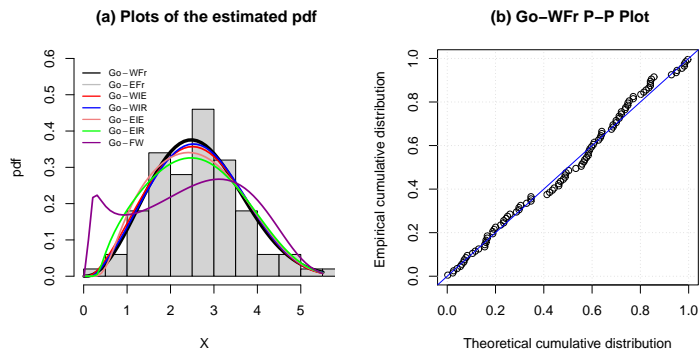 (a) Plots of the estimated pdf
pdf
0.0 0.1 0.2 0.3 0.4 0.5 0.6
Go−WFr
Go−EFr
Go−WIE
Go−WIR
Go−EIE
Go−EIR
Go−FW
0 1 2 3 4 5
X
(b) Go−WFr P−P Plot
Empirical cumulative distribution
0.0 0.2 0.4 0.6 0.8 1.0
0.0 0.2 0.4 0.6 0.8 1.0
Theoretical cumulative distribution